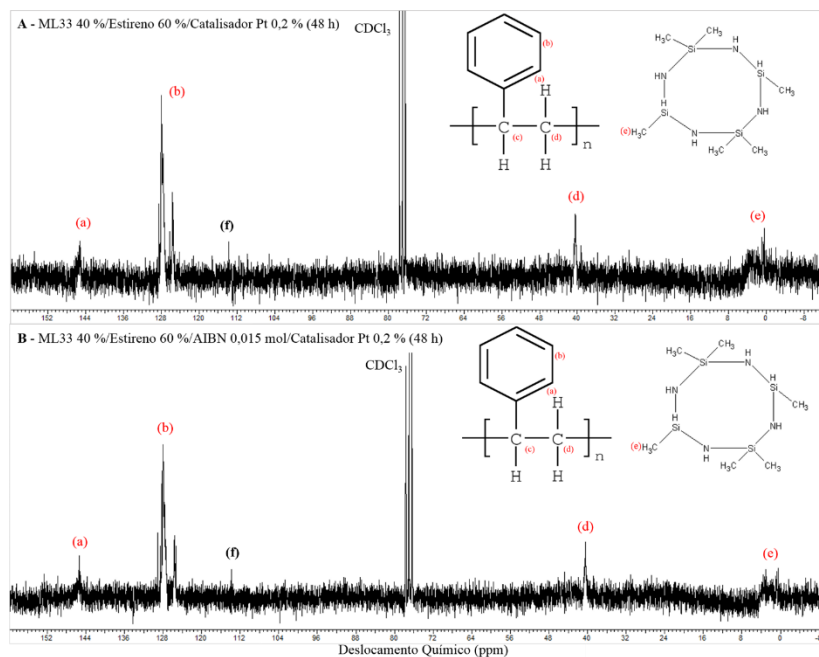 A - ML33 40 %/Estireno 60 %/Catalisador Pt 0,2 % (48 h)
CDCl3
(b)
(a)
(f)
(d)
(e)
(b)
(a)
H
C
C
(c)
(d)
n
H
H
H3C
CH3
Si
NH
H
Si
CH3
NH
Si
H3C
CH3
N
H
H
Si
(e)H3C
HN
152 144 136 128 120 112 104 96 88 80 72 64 56 48 40 32 24 16 8 0 -8
B - ML33 40 %/Estireno 60 %/AIBN 0,015 mol/Catalisador Pt 0,2 % (48 h)
CDCl3
(b)
(a)
(f)
(d)
(e)
(b)
(a)
H
C
C
(c)
(d)
n
H
H
H3C
CH3
Si
NH
H
Si
CH3
NH
Si
H3C
CH3
N
H
H
Si
(e)H3C
HN
152 144 136 128 120 112 104 96 88 80 72 64 56 48 40 32 24 16 8 0 -8
Deslocamento Químico (ppm)